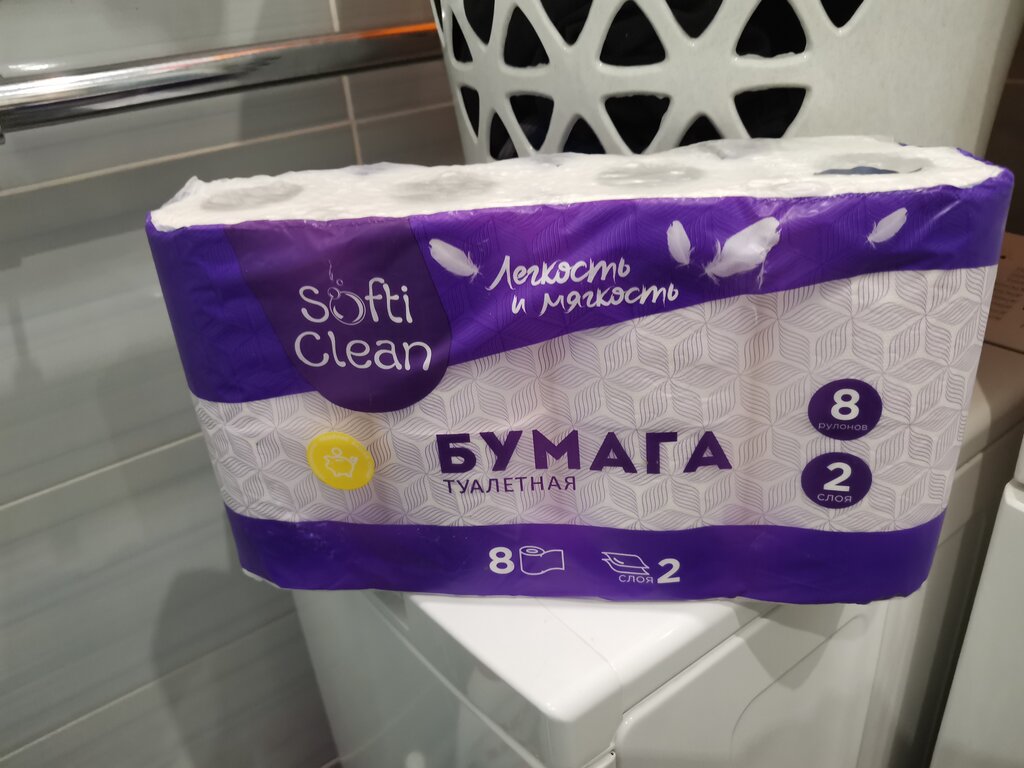 Softi
Clean
Легкость
и мягкость
БУМАГА
ТУАЛЕТНАЯ
8
рулонов
2
слоя
8
слоя 2